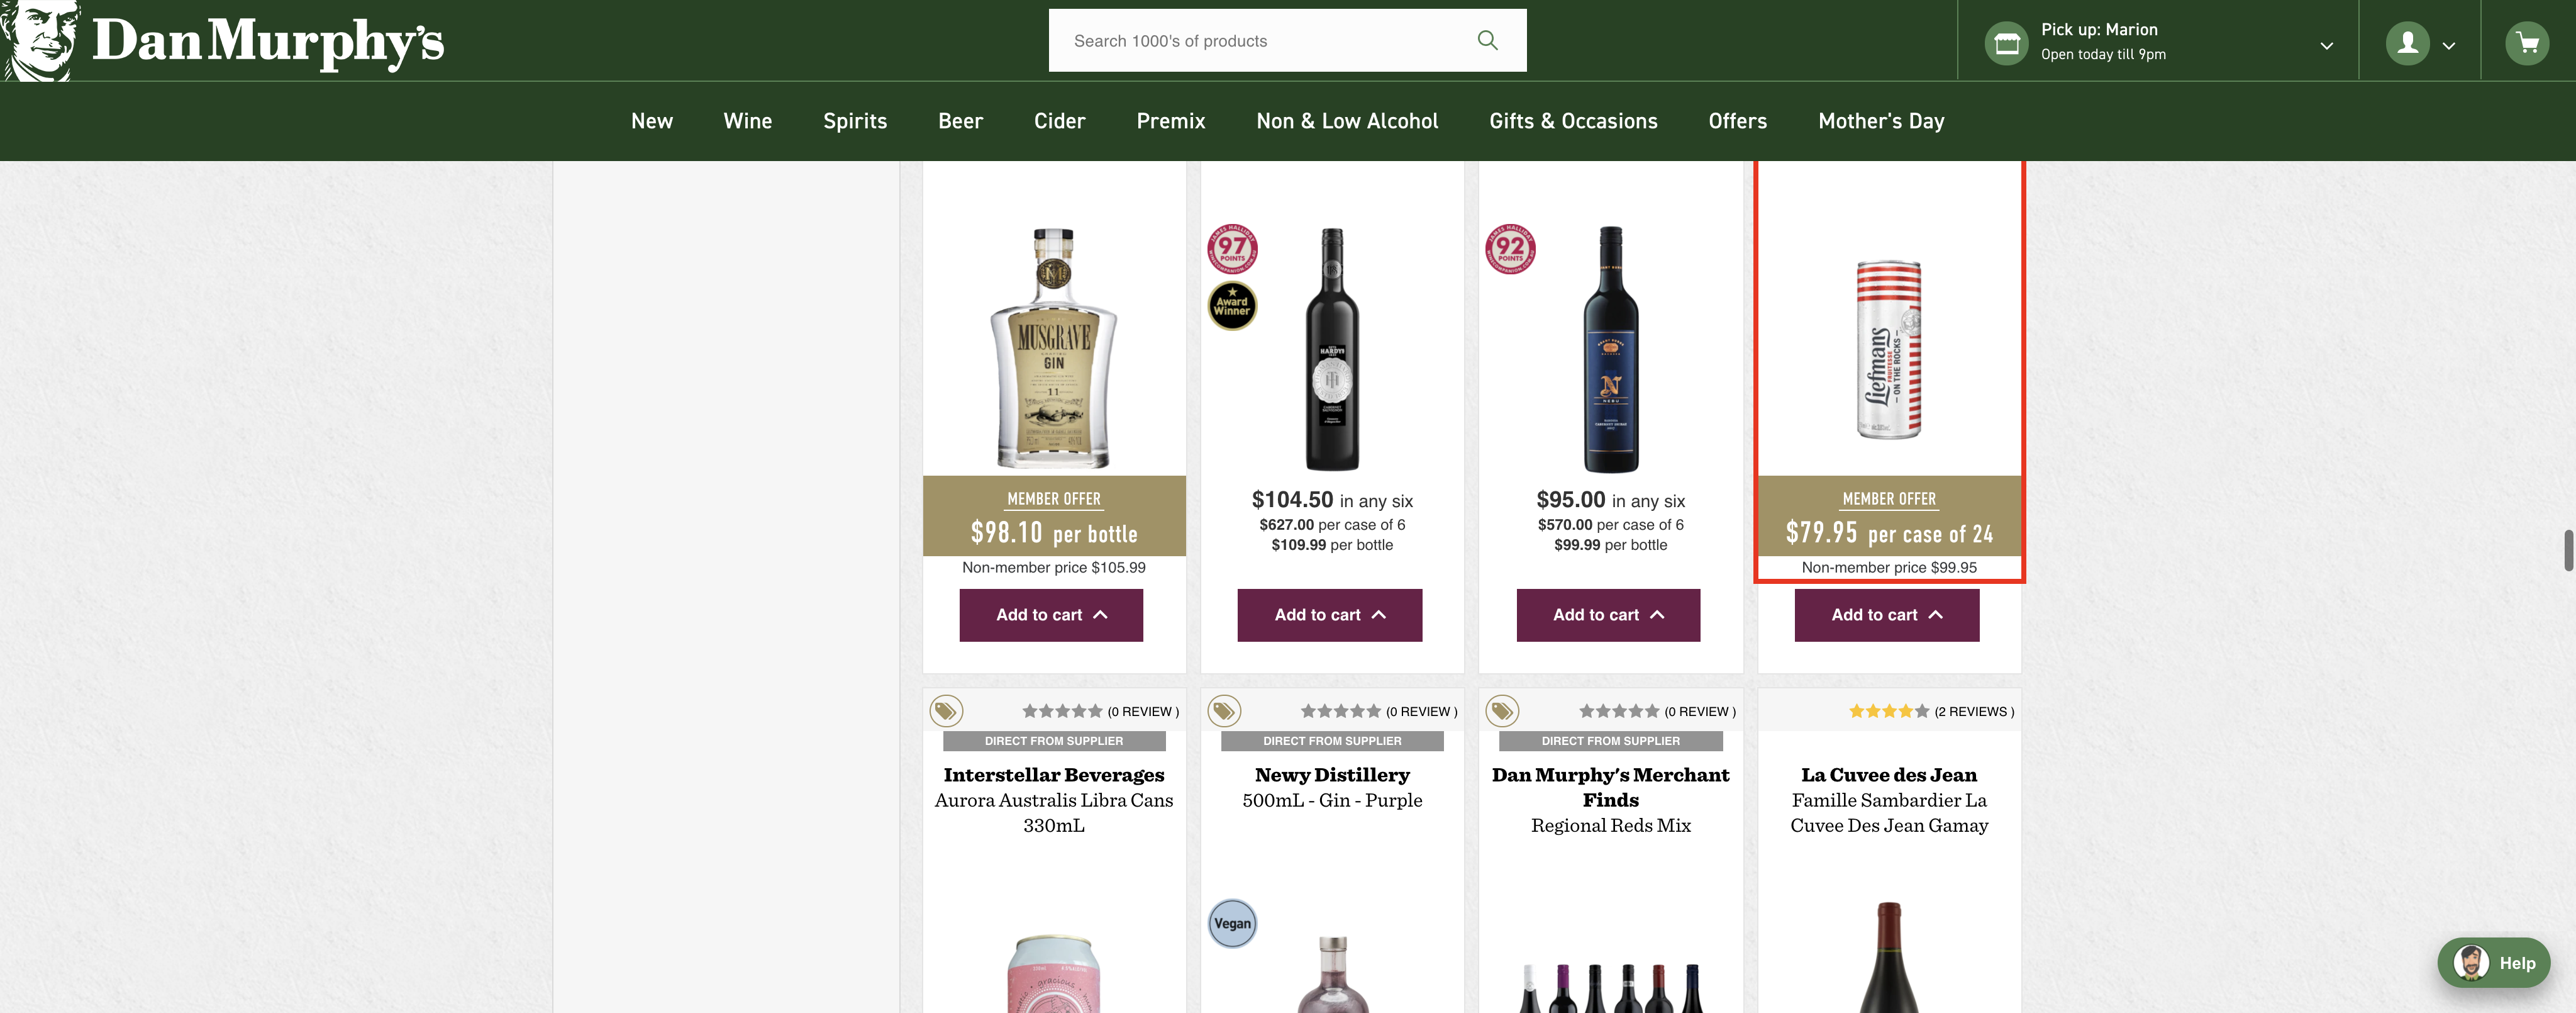 Dan Murphy's
Search 1000's of products
Pick up: Marion
Open today till 9pm
New Wine Spirits Beer Cider Premix Non & Low Alcohol Gifts & Occasions Offers Mother's Day
MUSGRAVE
GIN
11
MEMBER OFFER
$98.10 per bottle
Non-member price $105.99
Add to cart
97
POINTS
Award
Winner
HARDYS
$104.50 in any six
$627.00 per case of 6
$109.99 per bottle
Add to cart
92
POINTS
N
$95.00 in any six
$570.00 per case of 6
$99.99 per bottle
Add to cart
Liefmans
FRUITESSE
- ON THE ROCKS -
MEMBER OFFER
$79.95 per case of 24
Non-member price $99.95
Add to cart
(0 REVIEW )
DIRECT FROM SUPPLIER
Interstellar Beverages
Aurora Australis Libra Cans
330mL
gracious
(0 REVIEW )
DIRECT FROM SUPPLIER
Newy Distillery
500mL - Gin - Purple
Vegan
(0 REVIEW )
DIRECT FROM SUPPLIER
Dan Murphy's Merchant
Finds
Regional Reds Mix
(2 REVIEWS )
La Cuvee des Jean
Famille Sambardier La
Cuvee Des Jean Gamay
Help